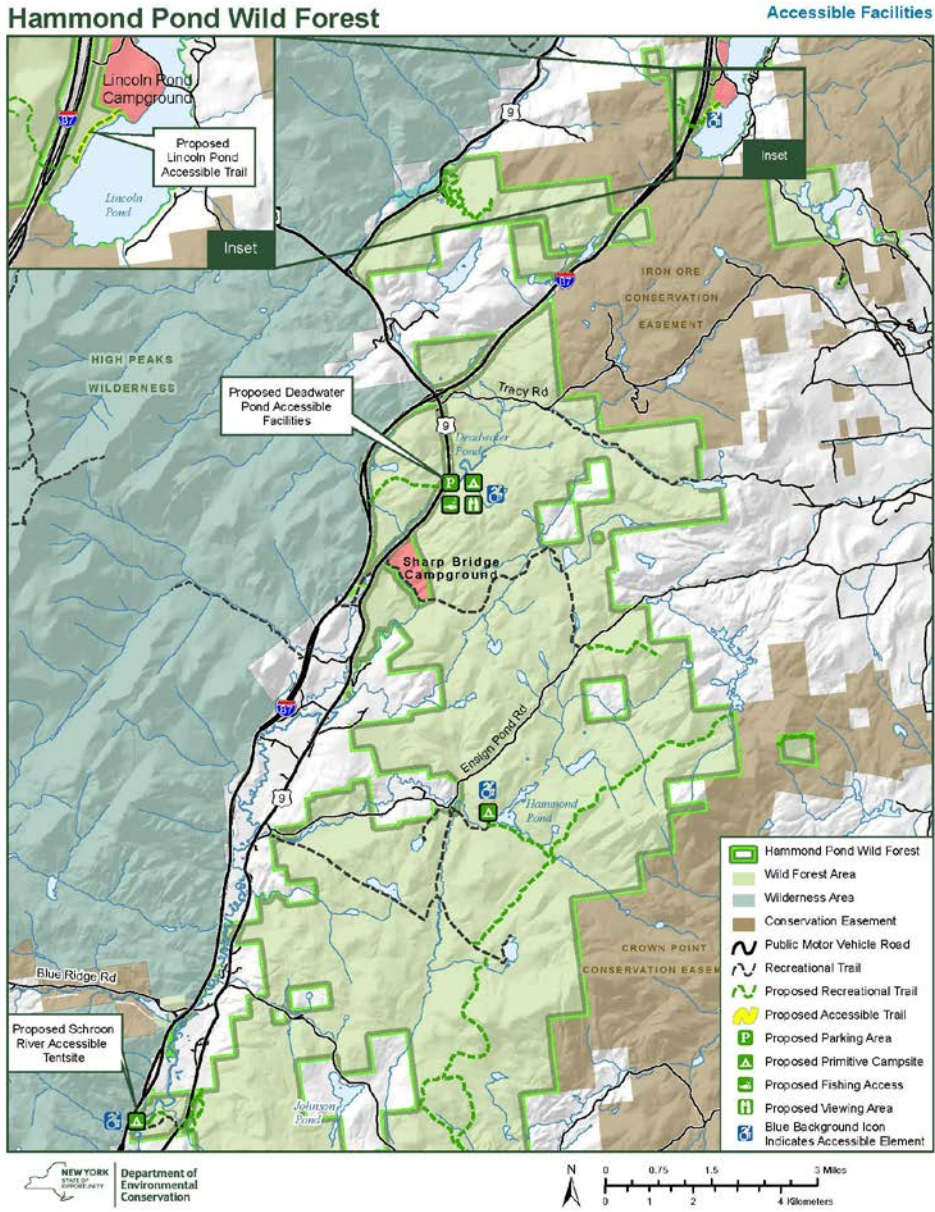 Hammond Pond Wild Forest
Accessible Facilities
Lincoln Pond
Campground
87
Proposed
Lincoln Pond
Accessible Trail
Lincoln
Pond
Inset
9
Inset
87
IRON ORE
CONSERVATION
EASEMENT
HIGH PEAKS
WILDERNESS
Tracy Rd
Proposed Deadwater
Pond Accessible
Facilities
9
Deadwater
Pond
P
Sharp Bridge
Campground
87
Ensign Pond Rd
9
Hammond
Pond
CROWN POINT
CONSERVATION EASEM
Blue Ridge Rd
Proposed Schroon
River Accessible
Tentsite
Johnson
Pond
Hammond Pond Wild Forest
Wild Forest Area
Wilderness Area
Conservation Easement
Public Motor Vehicle Road
Recreational Trail
Proposed Recreational Trail
Proposed Accessible Trail
P Proposed Parking Area
Proposed Primitive Campsite
Proposed Fishing Access
Proposed Viewing Area
Blue Background Icon
Indicates Accessible Element
NEW YORK
STATE OF
OPPORTUNITY
Department of
Environmental
Conservation
N
0 0.75 1.5 3 Miles
0 1 2 4 Kilometers